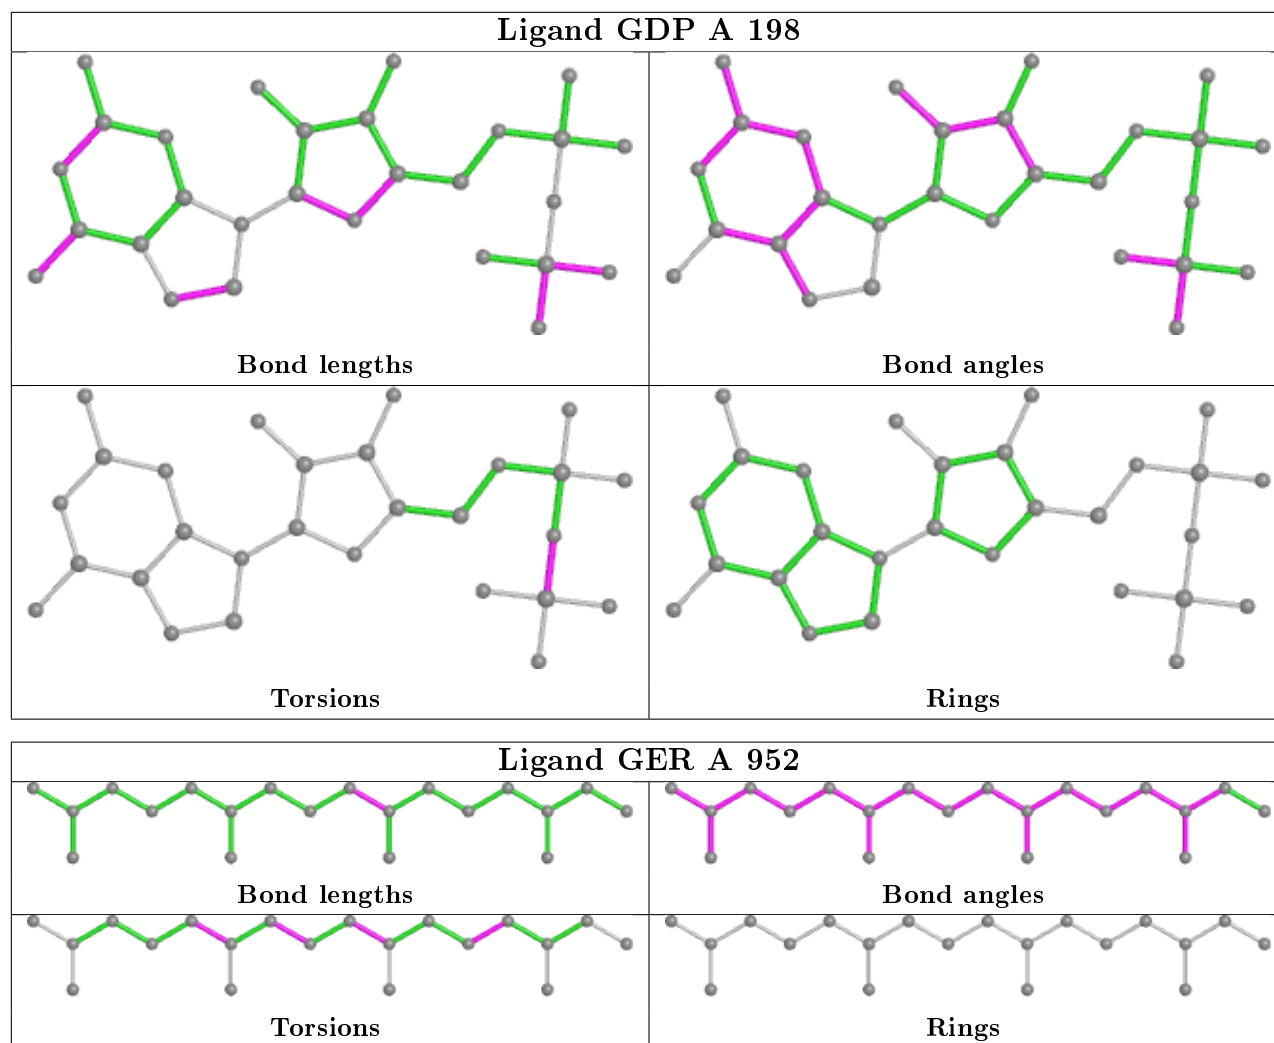 Ligand GDP A 198
Bond lengths
Bond angles
Torsions
Rings
Ligand GER A 952
Bond lengths
Bond angles
Torsions
Rings